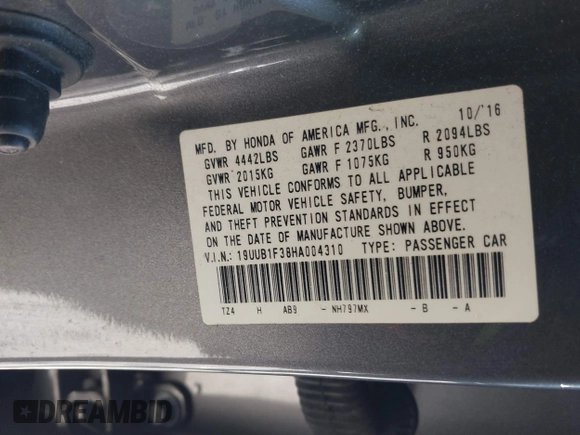 MFD. BY HONDA OF AMERICA MFG., INC. 10/'16
GVWR 4442LBS GAWR F 2370LBS R 2094LBS
GVWR 2015KG GAWR F 1075KG R 950KG
THIS VEHICLE CONFORMS TO ALL APPLICABLE
FEDERAL MOTOR VEHICLE SAFETY, BUMPER,
AND THEFT PREVENTION STANDARDS IN EFFECT
ON THE DATE OF MANUFACTURE SHOWN ABOVE.
V.I.N.: 19UUB1F38HA004310 TYPE: PASSENGER CAR
TZ4 H AB9 - NH797MX - B - A
DREAMBID